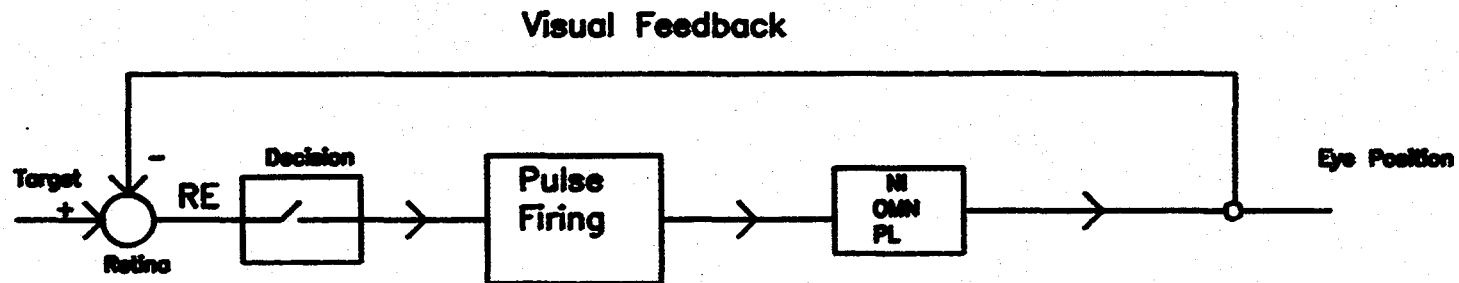 Visual Feedback
Target
+
-
Retina
RE
Decision
Pulse
Firing
NI
OMN
PL
Eye Position